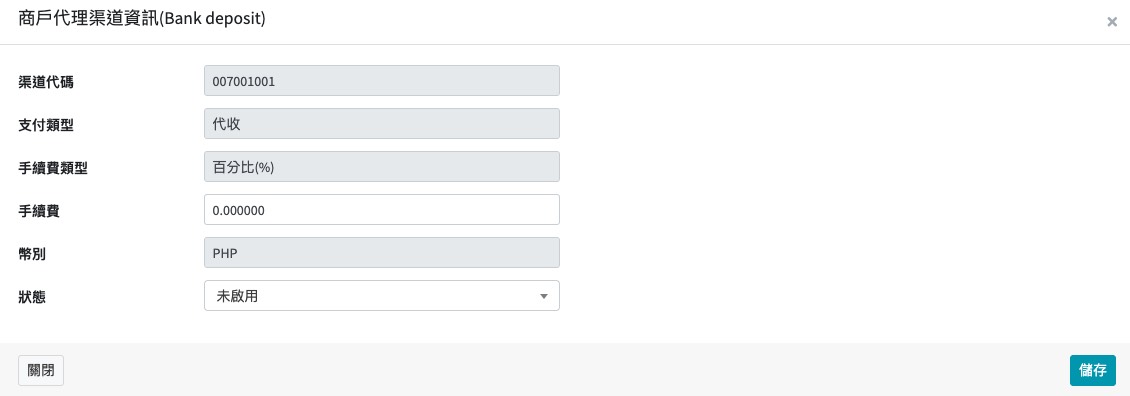 商戶代理渠道資訊(Bank deposit)
×
渠道代碼 007001001
支付類型 代收
手續費類型 百分比(%)
手續費 0.000000
幣別 PHP
狀態 未啟用
關閉 儲存